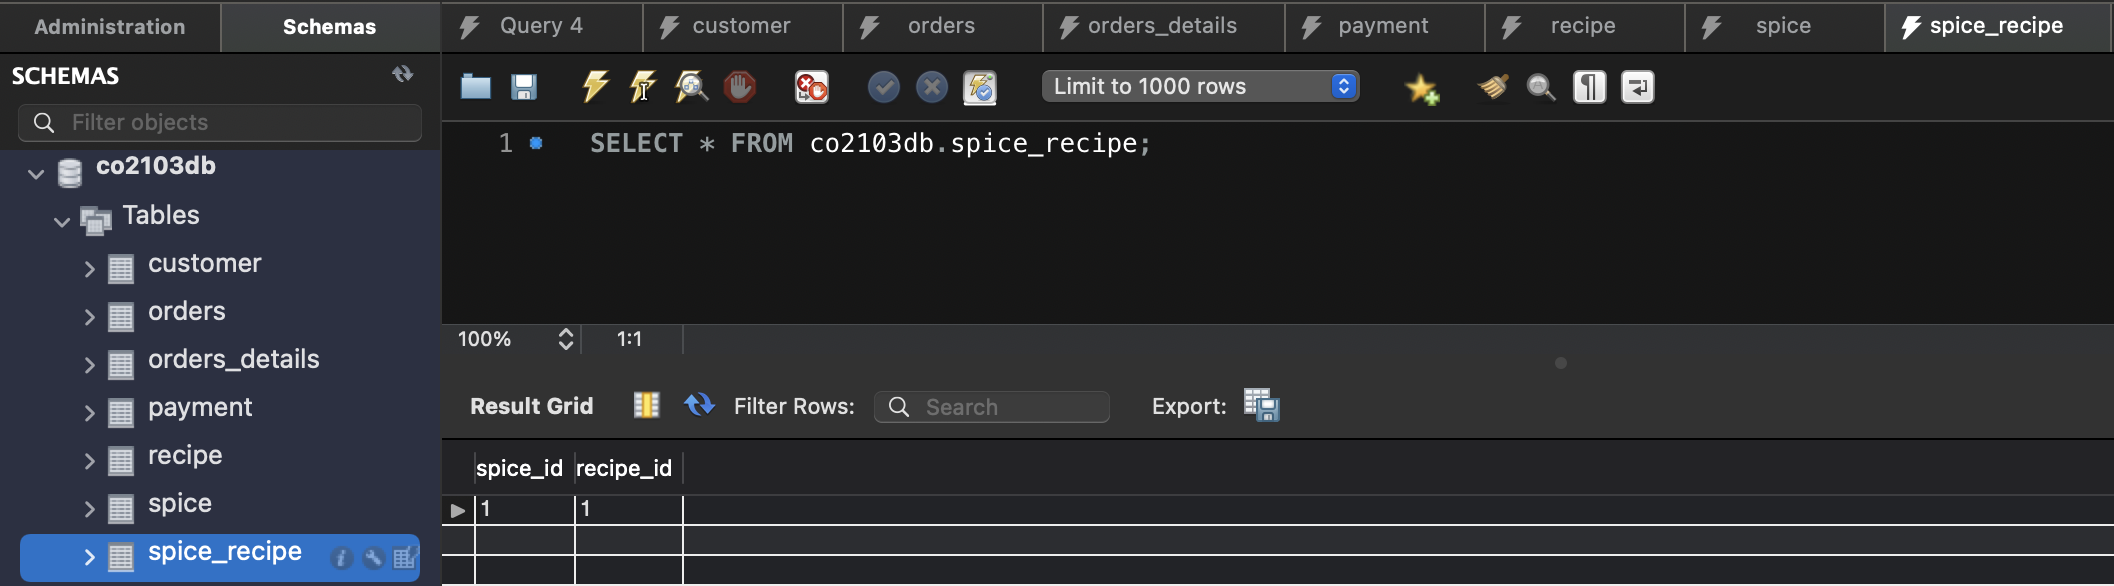 Administration Schemas
SCHEMAS
Filter objects
co2103db
Tables
customer
orders
orders_details
payment
recipe
spice
spice_recipe
Query 4 customer orders orders_details payment recipe spice spice_recipe
Limit to 1000 rows
1 SELECT * FROM co2103db.spice_recipe;
100% 1:1
Result Grid Filter Rows: Search Export:
spice_id recipe_id
1 1